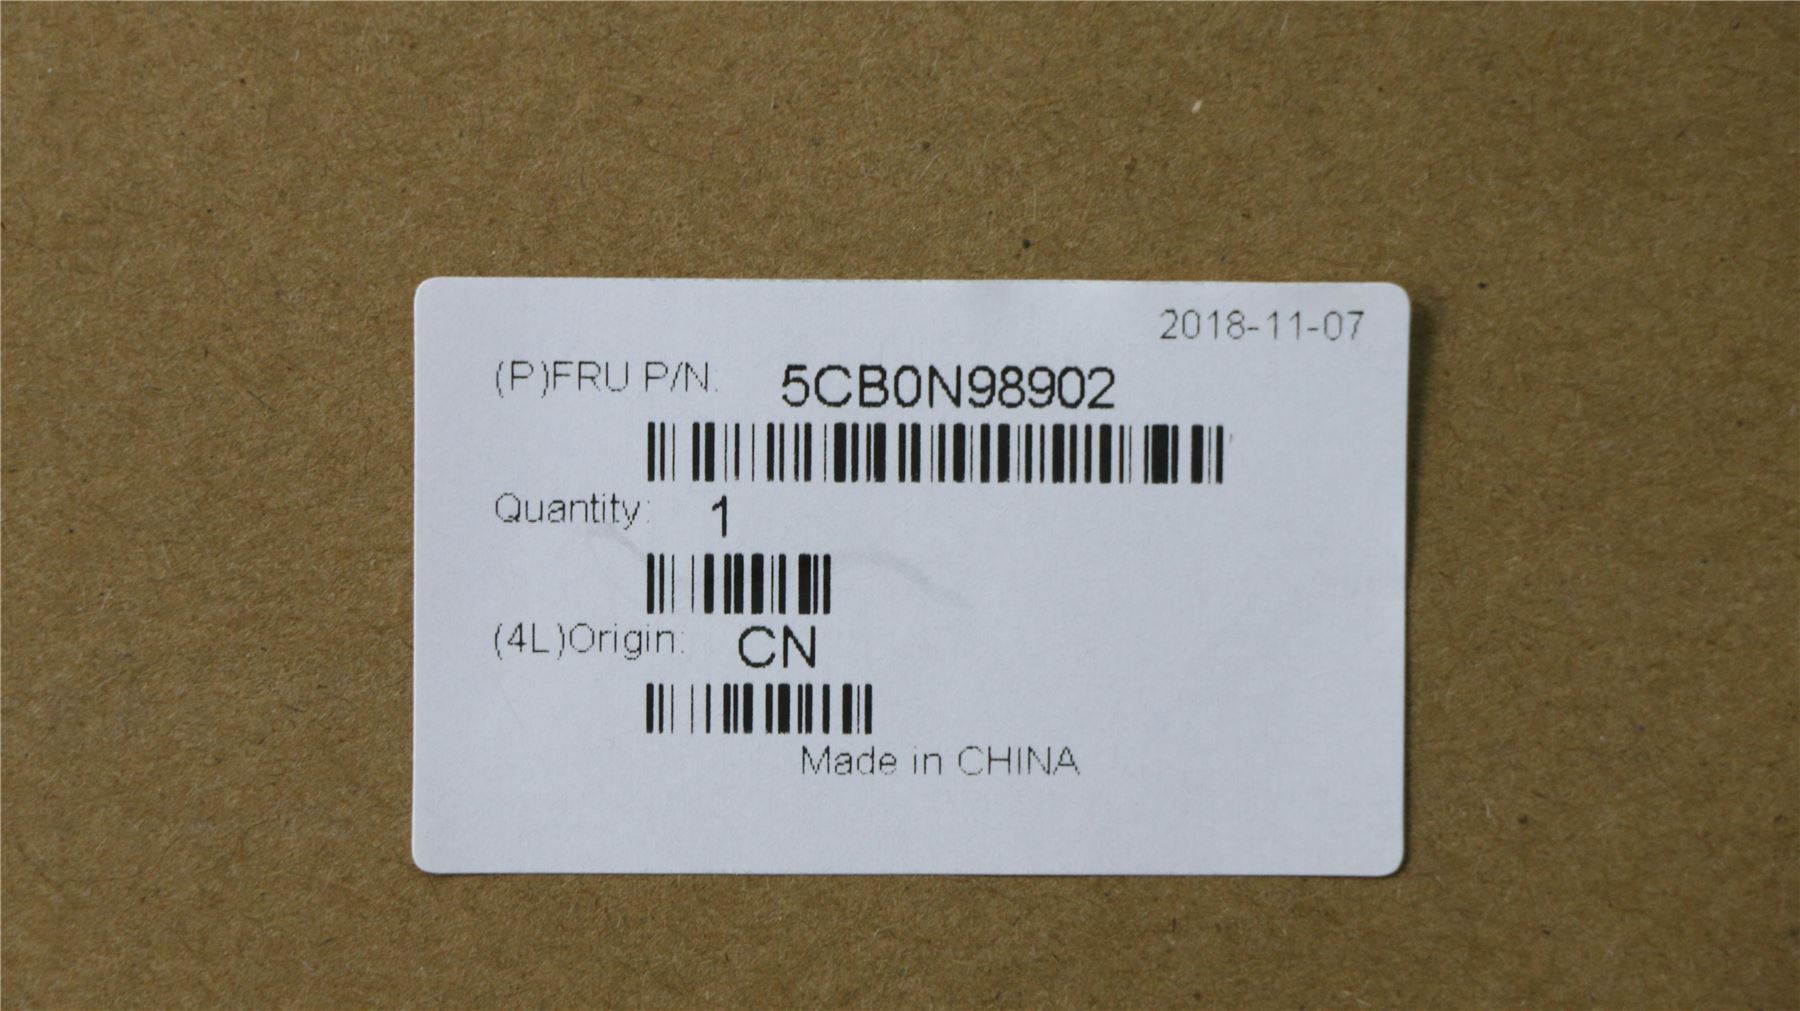 2018-11-07
(P)FRU P/N: 5CB0N98902
Quantity: 1
(4L)Origin: CN
Made in CHINA